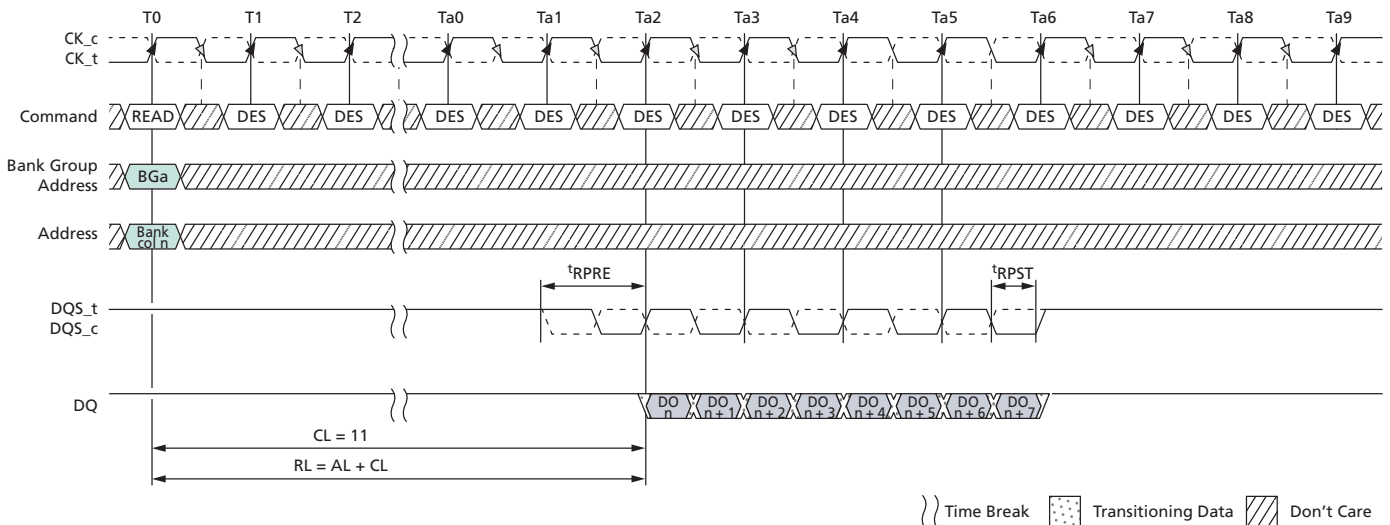 T0 T1 T2 Ta0 Ta1 Ta2 Ta3 Ta4 Ta5 Ta6 Ta7 Ta8 Ta9
CK_c
CK_t
Command READ DES DES DES DES DES DES DES DES DES DES DES DES
Bank Group
Address
BGa
Address
Bank
col n
tRPRE
tRPST
DQS_t
DQS_c
DQ
DO
n
DO
n + 1
DO
n + 2
DO
n + 3
DO
n + 4
DO
n + 5
DO
n + 6
DO
n + 7
CL = 11
RL = AL + CL
Time Break Transitioning Data Don't Care